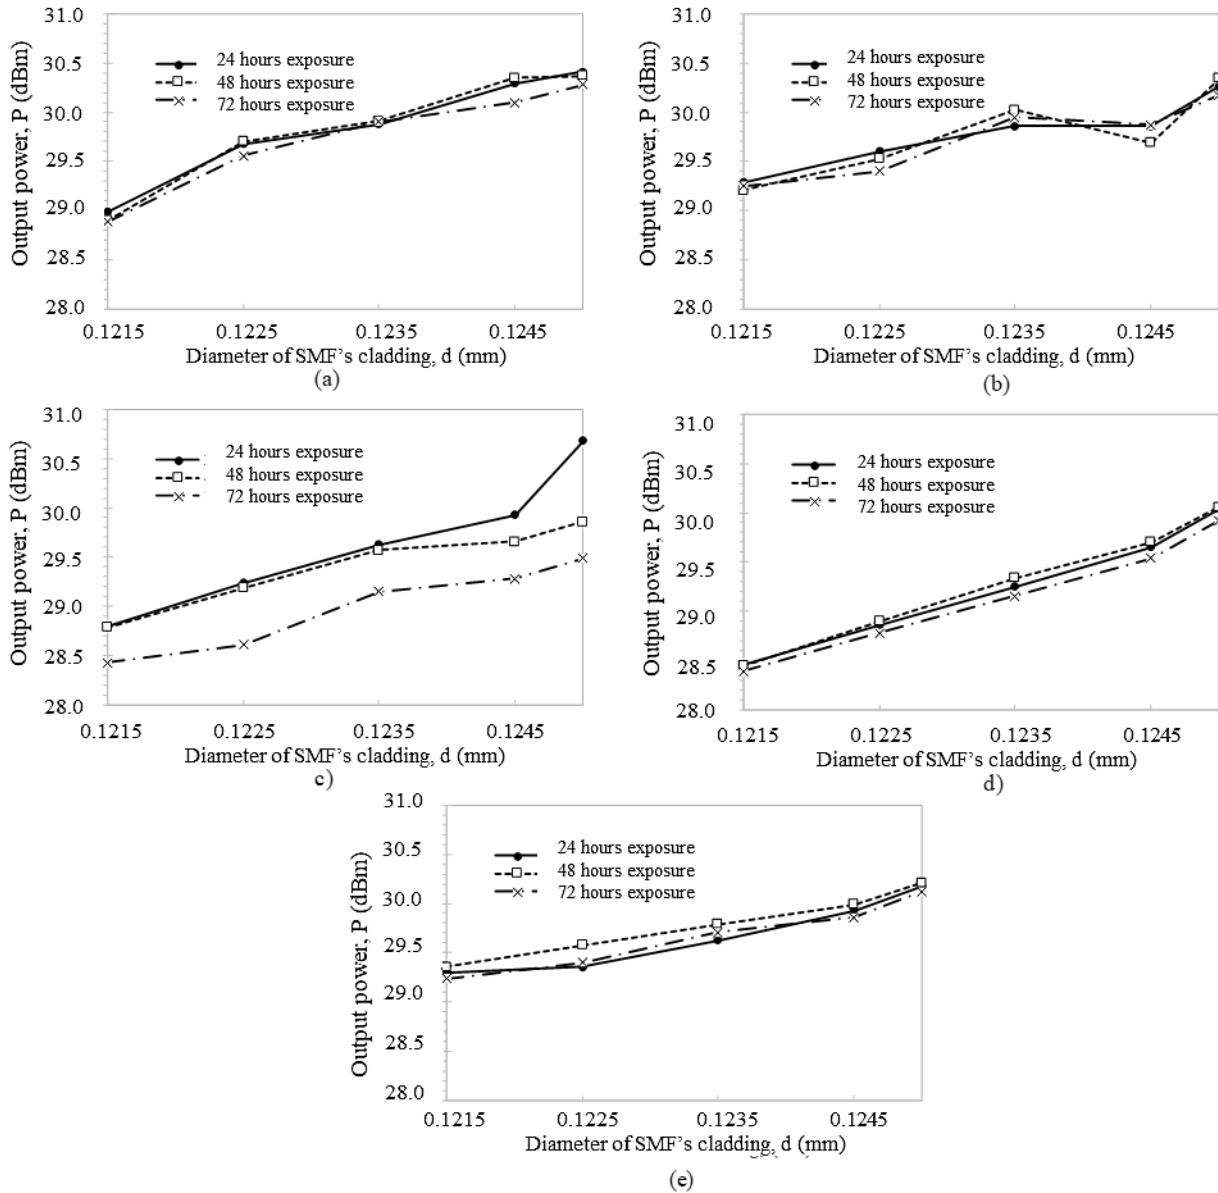 31.0
30.5
30.0
29.5
29.0
28.5
28.0
Output power, P (dBm)
24 hours exposure
48 hours exposure
72 hours exposure
0.1215 0.1225 0.1235 0.1245
Diameter of SMF's cladding, d (mm)
(a)
31.0
30.5
30.0
29.5
29.0
28.5
28.0
Output power, P (dBm)
24 hours exposure
48 hours exposure
72 hours exposure
0.1215 0.1225 0.1235 0.1245
Diameter of SMF's cladding, d (mm)
(b)
31.0
30.5
30.0
29.5
29.0
28.5
28.0
Output power, P (dBm)
24 hours exposure
48 hours exposure
72 hours exposure
0.1215 0.1225 0.1235 0.1245
Diameter of SMF's cladding, d (mm)
c)
31.0
30.5
30.0
29.5
29.0
28.5
28.0
Output power, P (dBm)
24 hours exposure
48 hours exposure
72 hours exposure
0.1215 0.1225 0.1235 0.1245
Diameter of SMF's cladding, d (mm)
d)
31.0
30.5
30.0
29.5
29.0
28.5
28.0
Output power, P (dBm)
24 hours exposure
48 hours exposure
72 hours exposure
0.1215 0.1225 0.1235 0.1245
Diameter of SMF's cladding, d (mm)
(e)